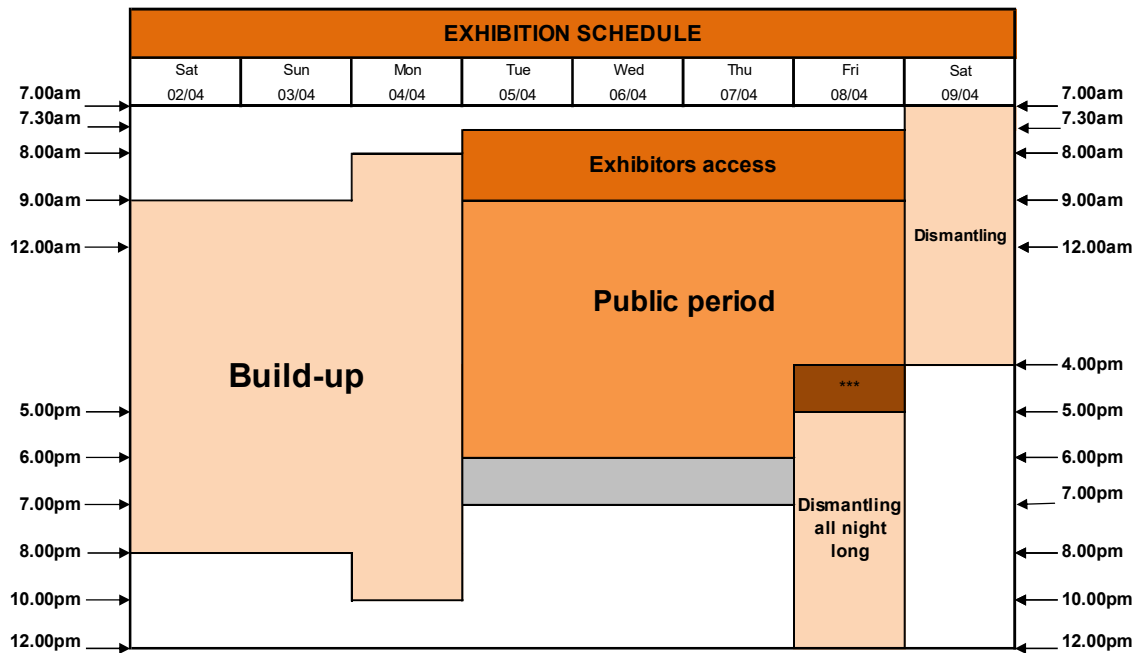 EXHIBITION SCHEDULE
Sat Sun Mon Tue Wed Thu Fri Sat
02/04 03/04 04/04 05/04 06/04 07/04 08/04 09/04
7.00am 7.00am
7.30am 7.30am
8.00am 8.00am
Exhibitors access
9.00am 9.00am
Dismantling
12.00am 12.00am
Public period
Build-up
4.00pm
***
5.00pm 5.00pm
6.00pm 6.00pm
7.00pm 7.00pm
Dismantling
all night
long
8.00pm 8.00pm
10.00pm 10.00pm
12.00pm 12.00pm